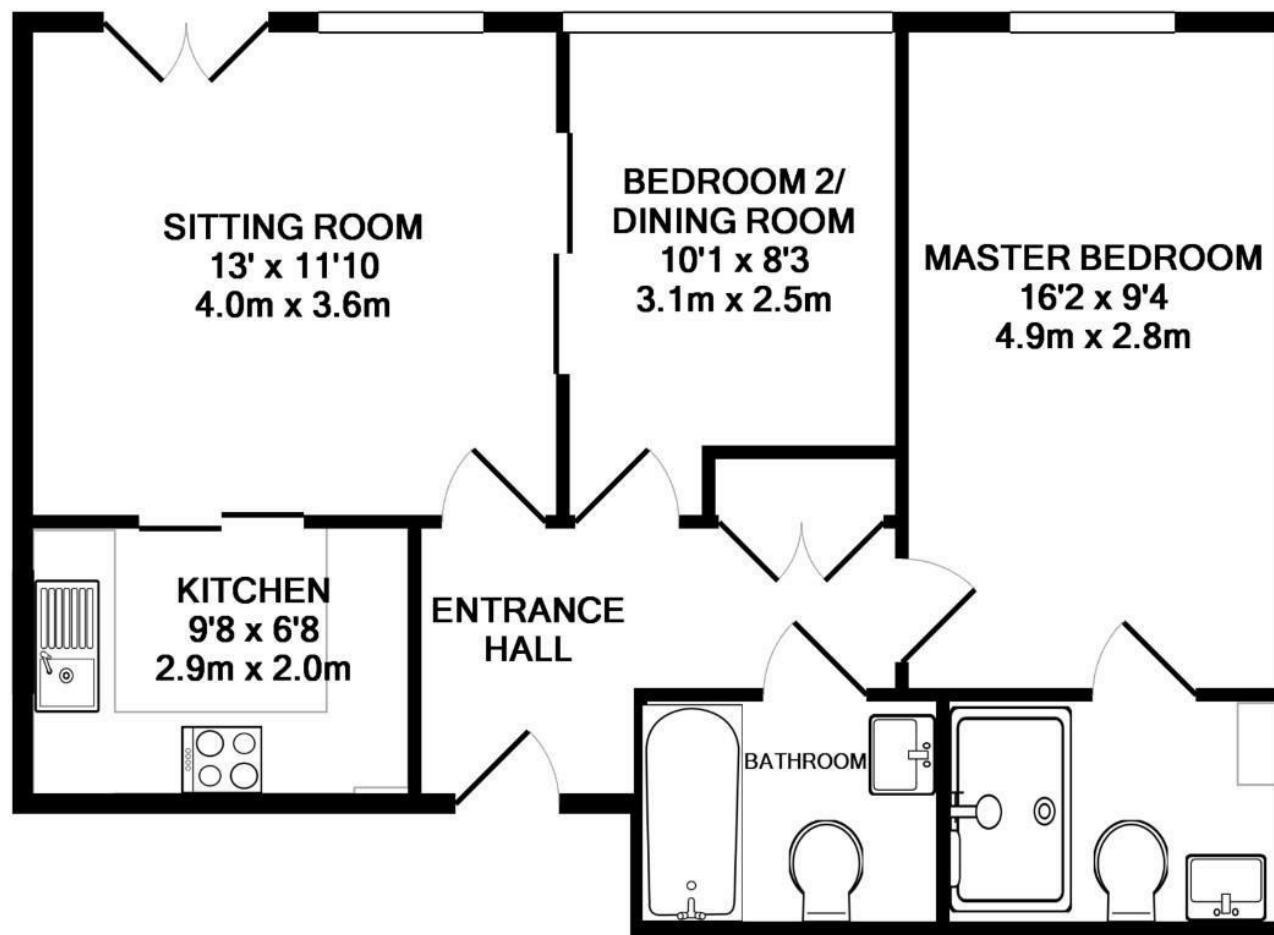 SITTING ROOM
13' x 11'10
4.0m x 3.6m
BEDROOM 2/
DINING ROOM
10'1 x 8'3
3.1m x 2.5m
MASTER BEDROOM
16'2 x 9'4
4.9m x 2.8m
KITCHEN
9'8 x 6'8
2.9m x 2.0m
ENTRANCE
HALL
BATHROOM